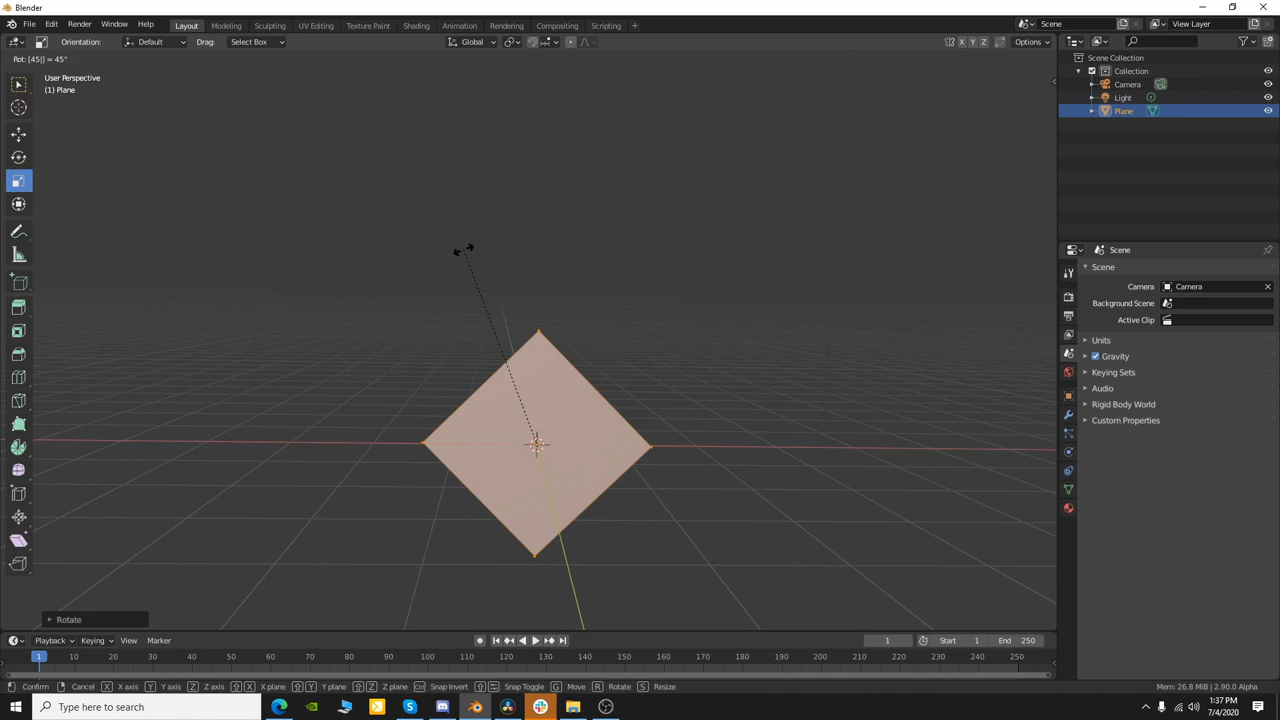 Blender
File Edit Render Window Help Layout Modeling Sculpting UV Editing Texture Paint Shading Animation Rendering Compositing Scripting + Scene View Layer
Orientation: Default Drag: Select Box Global X Y Z Options
Rot: [45|] = 45°
User Perspective
(1) Plane
Scene Collection
Collection
Camera
Light
Plane
Scene
Scene
Camera Camera
Background Scene
Active Clip
Units
Gravity
Keying Sets
Audio
Rigid Body World
Custom Properties
Rotate
Playback Keying View Marker 1 Start 1 End 250
1 10 20 30 40 50 60 70 80 90 100 110 120 130 140 150 160 170 180 190 200 210 220 230 240 250
Confirm Cancel X X axis Y Y axis Z Z axis X X plane Y Y plane Z Z plane Ctrl Snap Invert Ctrl Snap Toggle G Move R Rotate S Resize Mem: 26.8 MiB | 2.90.0 Alpha
Type here to search
1:37 PM
7/4/2020